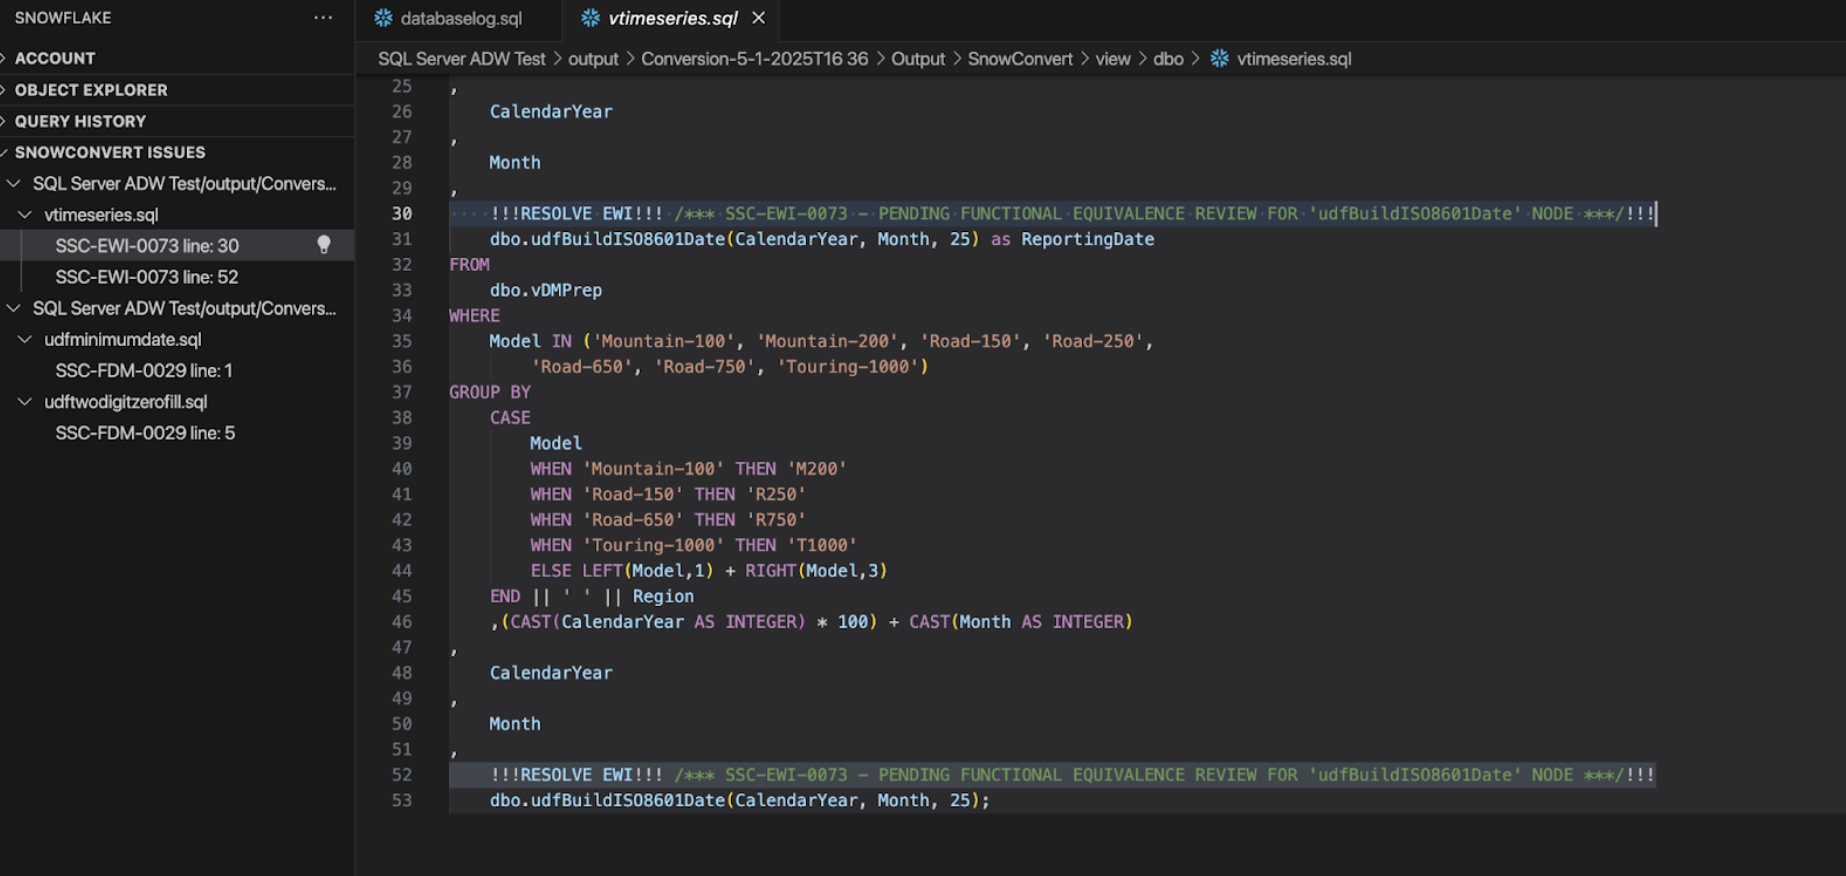 SNOWFLAKE ...
ACCOUNT
OBJECT EXPLORER
QUERY HISTORY
SNOWCONVERT ISSUES
SQL Server ADW Test/output/Convers...
vtimeseries.sql
SSC-EWI-0073 line: 30
SSC-EWI-0073 line: 52
SQL Server ADW Test/output/Convers...
udfminimumdate.sql
SSC-FDM-0029 line: 1
udftwodigitzerofill.sql
SSC-FDM-0029 line: 5
databaselog.sql vtimeseries.sql
SQL Server ADW Test > output > Conversion-5-1-2025T16 36 > Output > SnowConvert > view > dbo > vtimeseries.sql
25 ,
26 CalendarYear
27 ,
28 Month
29 ,
30 ····!!!RESOLVE·EWI!!!·/***·SSC-EWI-0073·-·PENDING·FUNCTIONAL·EQUIVALENCE·REVIEW·FOR·'udfBuildISO8601Date'·NODE·***/!!!
31 dbo.udfBuildISO8601Date(CalendarYear, Month, 25) as ReportingDate
32 FROM
33 dbo.vDMPrep
34 WHERE
35 Model IN ('Mountain-100', 'Mountain-200', 'Road-150', 'Road-250',
36 'Road-650', 'Road-750', 'Touring-1000')
37 GROUP BY
38 CASE
39 Model
40 WHEN 'Mountain-100' THEN 'M200'
41 WHEN 'Road-150' THEN 'R250'
42 WHEN 'Road-650' THEN 'R750'
43 WHEN 'Touring-1000' THEN 'T1000'
44 ELSE LEFT(Model,1) + RIGHT(Model,3)
45 END || ' ' || Region
46 ,(CAST(CalendarYear AS INTEGER) * 100) + CAST(Month AS INTEGER)
47 ,
48 CalendarYear
49 ,
50 Month
51 ,
52 !!!RESOLVE EWI!!! /*** SSC-EWI-0073 - PENDING FUNCTIONAL EQUIVALENCE REVIEW FOR 'udfBuildISO8601Date' NODE ***/!!!
53 dbo.udfBuildISO8601Date(CalendarYear, Month, 25);